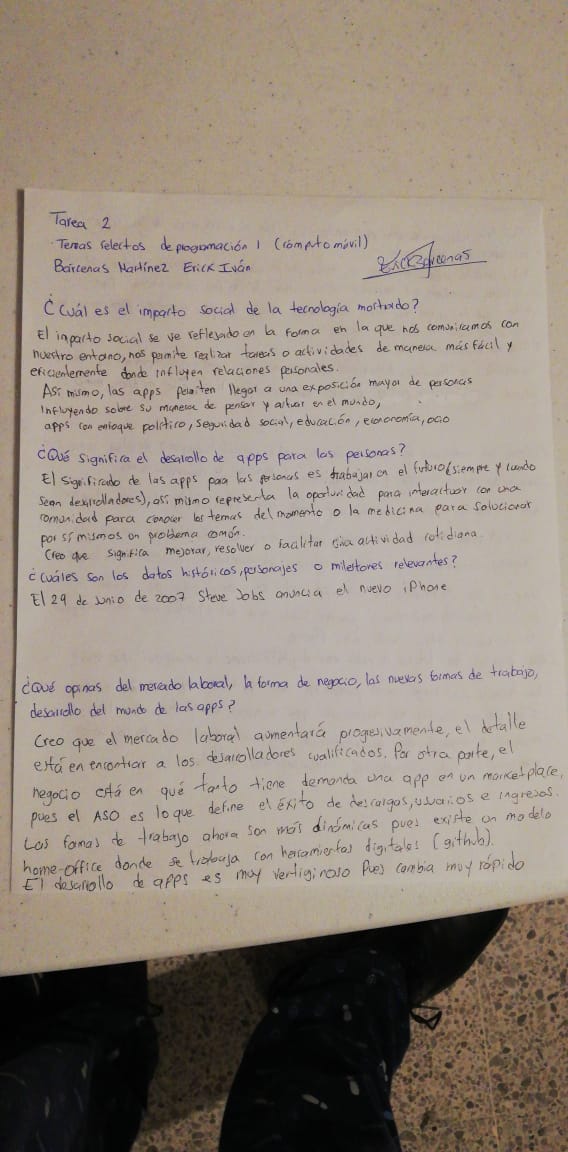 Tarea 2
Temas selectos de programación 1 (cómputo móvil)
Bárcenas Martínez Erick Iván
ErickBárcenas
¿Cuál es el impacto social de la tecnología mostrado?
El impacto social se ve reflejado en la forma en la que nos comunicamos con
nuestro entorno, nos permite realizar tareas o actividades de manera más fácil y
eficientemente donde influyen relaciones personales.
Así mismo, las apps permiten llegar a una exposición mayor de personas
Influyendo sobre su manera de pensar y actuar en el mundo,
apps con enfoque político, seguridad social, educación, economía, ocio
¿Qué significa el desarollo de apps para las personas?
El significado de las apps para las personas es trabajar en el futuro (siempre y cuando
sean desarrolladores), así mismo representa la oportunidad para interactuar con una
comunidad para conocer los temas del momento o la medicina para solucionar
por sí mismos un problema común.
Creo que significa mejorar, resolver o facilitar una actividad cotidiana.
¿Cuáles son los datos históricos, personajes o milestones relevantes?
El 29 de Junio de 2007 Steve Jobs anuncia el nuevo iPhone
¿Qué opinas del mercado laboral, la forma de negocio, las nuevas formas de trabajo,
desarrollo del mundo de las apps?
Creo que el mercado laboral aumentará progresivamente, el detalle
está en encontrar a los desarrolladores cualificados. Por otra parte, el
negocio está en qué tanto tiene demanda una app en un marketplace,
pues el ASO es lo que define el éxito de descargas, usuarios e ingresos.
Las formas de trabajo ahora son más dinámicas pues existe un modelo
home-office donde se trabaja con herramientas digitales (github).
El desarrollo de apps es muy vertiginoso pues cambia muy rápido